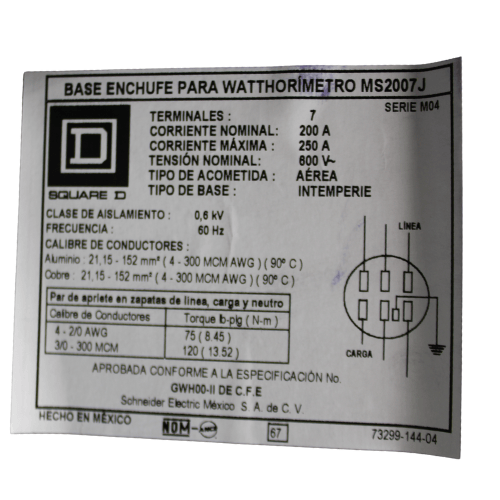 BASE ENCHUFE PARA WATTHORÍMETRO MS2007J
SERIE M04
TERMINALES : 7
CORRIENTE NOMINAL: 200 A
CORRIENTE MÁXIMA : 250 A
TENSIÓN NOMINAL: 600 V~
TIPO DE ACOMETIDA : AÉREA
TIPO DE BASE : INTEMPERIE
D
SQUARE D
CLASE DE AISLAMIENTO : 0,6 kV
FRECUENCIA : 60 Hz
CALIBRE DE CONDUCTORES :
Aluminio : 21,15 - 152 mm² ( 4 - 300 MCM AWG ) ( 90º C )
Cobre : 21,15 - 152 mm² ( 4 - 300 MCM AWG ) ( 90º C )
LÍNEA
CARGA
Par de apriete en zapatas de línea, carga y neutro
Calibre de Conductores Torque lb-plg ( N-m )
4 - 2/0 AWG 75 ( 8.45 )
3/0 - 300 MCM 120 ( 13.52 )
APROBADA CONFORME A LA ESPECIFICACIÓN No.
GWH00-II DE C.F.E
Schneider Electric México S. A. de C. V.
HECHO EN MÉXICO
NOM ANCE
67
73299-144-04